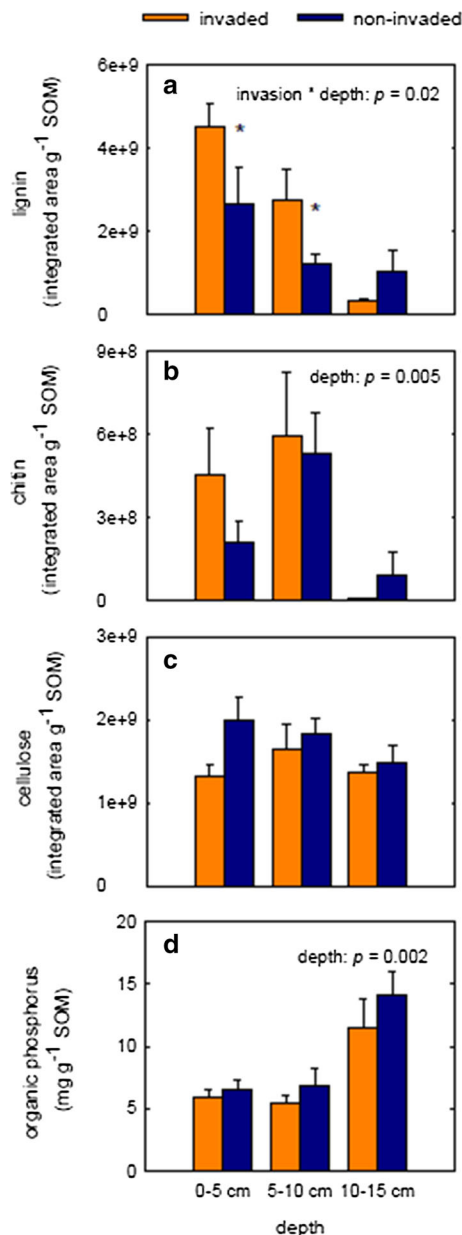 invaded non-invaded
a
invasion * depth: p = 0.02
lignin
(integrated area g⁻¹ SOM)
6e+9
4e+9
2e+9
0
*
*
b
depth: p = 0.005
chitin
(integrated area g⁻¹ SOM)
9e+8
6e+8
3e+8
0
c
cellulose
(integrated area g⁻¹ SOM)
3e+9
2e+9
1e+9
0
d
depth: p = 0.002
organic phosphorus
(mg g⁻¹ SOM)
20
15
10
5
0
0-5 cm 5-10 cm 10-15 cm
depth